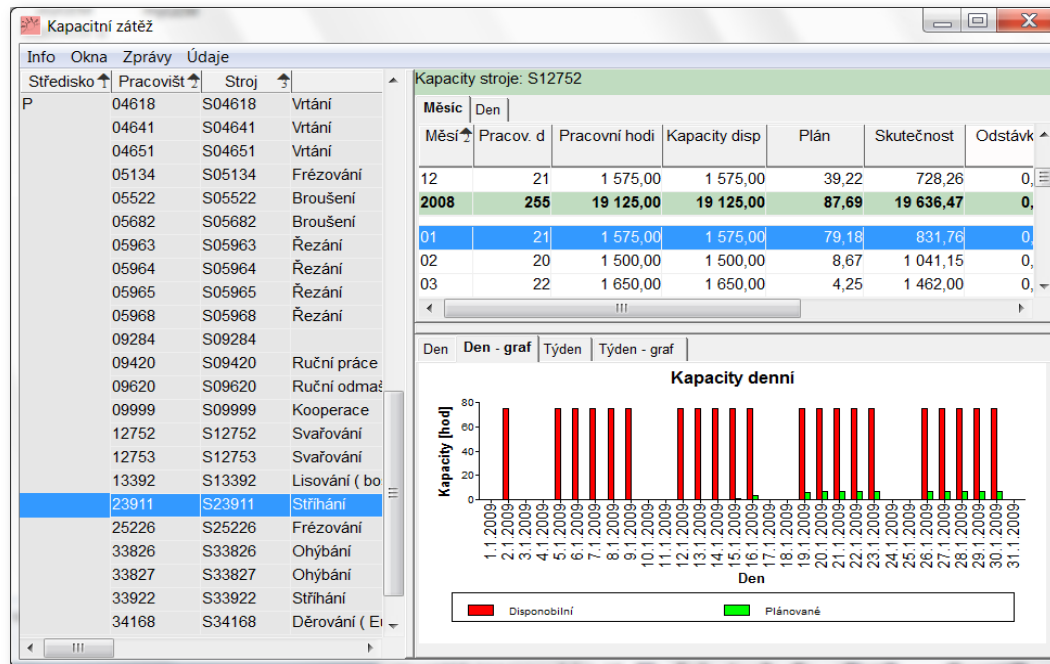 Kapacitní zátěž
Info Okna Zprávy Údaje
Středisko 1 Pracovišt 2 Stroj 3
P 04618 S04618 Vrtání
04641 S04641 Vrtání
04651 S04651 Vrtání
05134 S05134 Frézování
05522 S05522 Broušení
05682 S05682 Broušení
05963 S05963 Řezání
05964 S05964 Řezání
05965 S05965 Řezání
05968 S05968 Řezání
09284 S09284
09420 S09420 Ruční práce
09620 S09620 Ruční odmaš
09999 S09999 Kooperace
12752 S12752 Svařování
12753 S12753 Svařování
13392 S13392 Lisování ( bo
23911 S23911 Stříhání
25226 S25226 Frézování
33826 S33826 Ohýbání
33827 S33827 Ohýbání
33922 S33922 Stříhání
34168 S34168 Děrování ( E
Kapacity stroje: S12752
Měsíc Den
Měsí 2 Pracov. d Pracovní hodi Kapacity disp Plán Skutečnost Odstávk
12 21 1 575,00 1 575,00 39,22 728,26 0,
2008 255 19 125,00 19 125,00 87,69 19 636,47 0,
01 21 1 575,00 1 575,00 79,18 831,76 0,
02 20 1 500,00 1 500,00 8,67 1 041,15 0,
03 22 1 650,00 1 650,00 4,25 1 462,00 0,
Den Den - graf Týden Týden - graf
Kapacity denní
Kapacity [hod]
80
60
40
20
0
1.1.2009 2.1.2009 3.1.2009 4.1.2009 5.1.2009 6.1.2009 7.1.2009 8.1.2009 9.1.2009 10.1.2009 11.1.2009 12.1.2009 13.1.2009 14.1.2009 15.1.2009 16.1.2009 17.1.2009 18.1.2009 19.1.2009 20.1.2009 21.1.2009 22.1.2009 23.1.2009 24.1.2009 25.1.2009 26.1.2009 27.1.2009 28.1.2009 29.1.2009 30.1.2009 31.1.2009
Den
Disponobilní Plánované